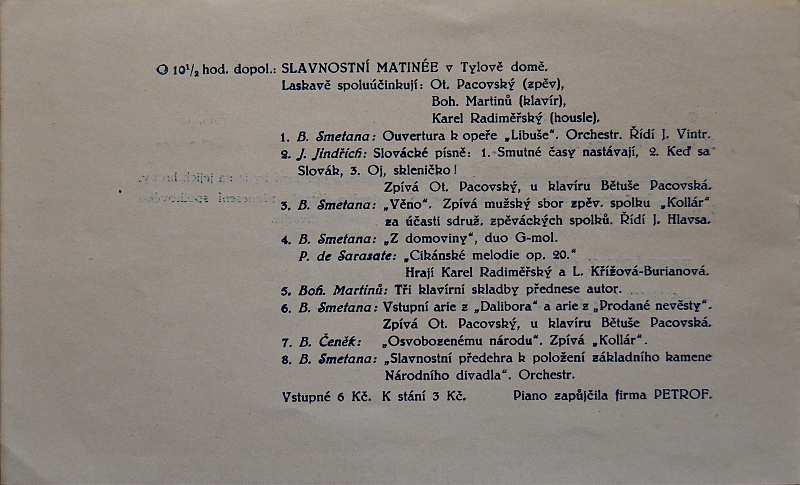 O 10½ hod. dopol.: SLAVNOSTNÍ MATINÉE v Tylově domě.
Laskavě spoluúčinkují: Ot. Pacovský (zpěv),
Boh. Martinů (klavír),
Karel Radiměřský (housle).
1. B. Smetana: Ouvertura k opeře „Libuše“. Orchestr. Řídí J. Vintr.
2. J. Jindřich: Slovácké písně: 1. Smutné časy nastávají, 2. Keď sa
Slovák, 3. Oj, skleničko!
Zpívá Ot. Pacovský, u klavíru Bětuše Pacovská.
3. B. Smetana: „Věno“. Zpívá mužský sbor zpěv. spolku „Kollár“
za účasti sdruž. zpěváckých spolků. Řídí J. Hlavsa.
4. B. Smetana: „Z domoviny“, duo G-mol.
P. de Sarasate: „Cikánské melodie op. 20.“
Hrají Karel Radiměřský a L. Křížová-Burianová.
5. Boh. Martinů: Tři klavírní skladby přednese autor.
6. B. Smetana: Vstupní arie z „Dalibora“ a arie z „Prodané nevěsty“.
Zpívá Ot. Pacovský, u klavíru Bětuše Pacovská.
7. B. Čeněk: „Osvobozenému národu“. Zpívá „Kollár“.
8. B. Smetana: „Slavnostní předehra k položení základního kamene
Národního divadla“. Orchestr.
Vstupné 6 Kč. K stání 3 Kč. Piano zapůjčila firma PETROF.